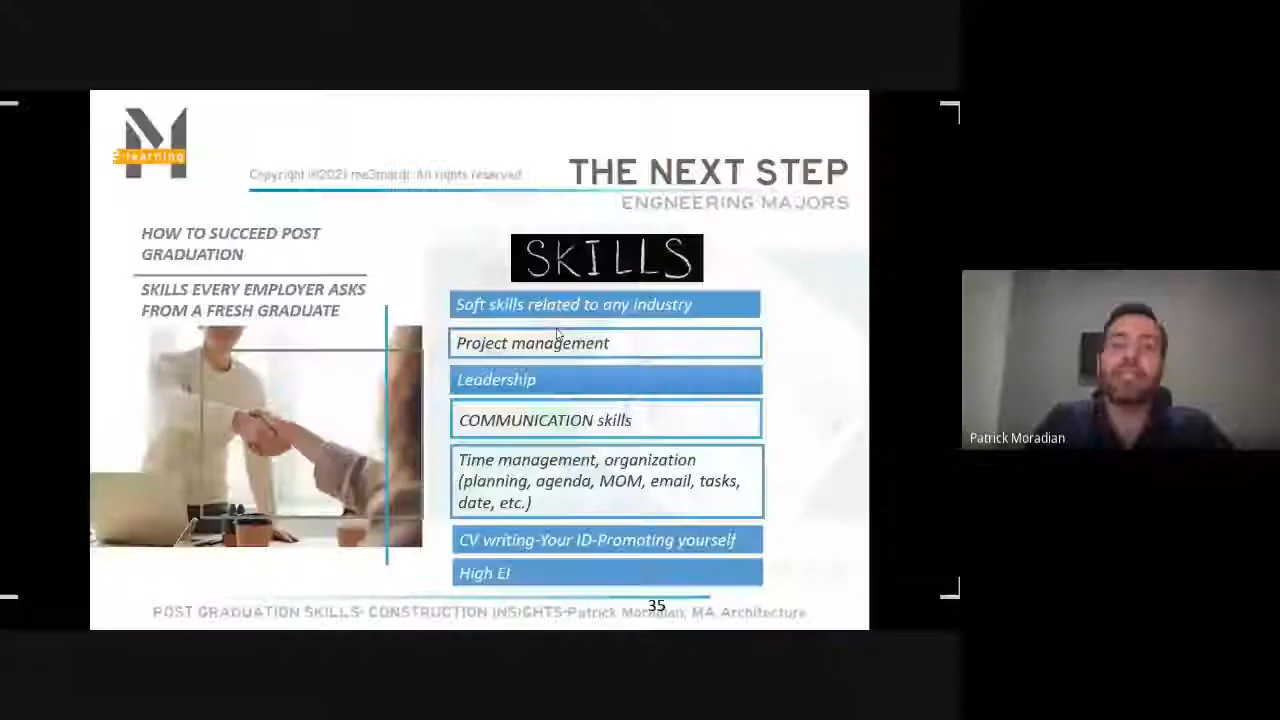 M
E-learning
Copyright ©2021 me3marji. All rights reserved
THE NEXT STEP
ENGNEERING MAJORS
HOW TO SUCCEED POST
GRADUATION
SKILLS EVERY EMPLOYER ASKS
FROM A FRESH GRADUATE
SKILLS
Soft skills related to any industry
Project management
Leadership
COMMUNICATION skills
Time management, organization
(planning, agenda, MOM, email, tasks,
date, etc.)
CV writing-Your ID-Promoting yourself
High EI
35
POST GRADUATION SKILLS- CONSTRUCTION INSIGHTS-Patrick Moradian, MA Architecture
Patrick Moradian